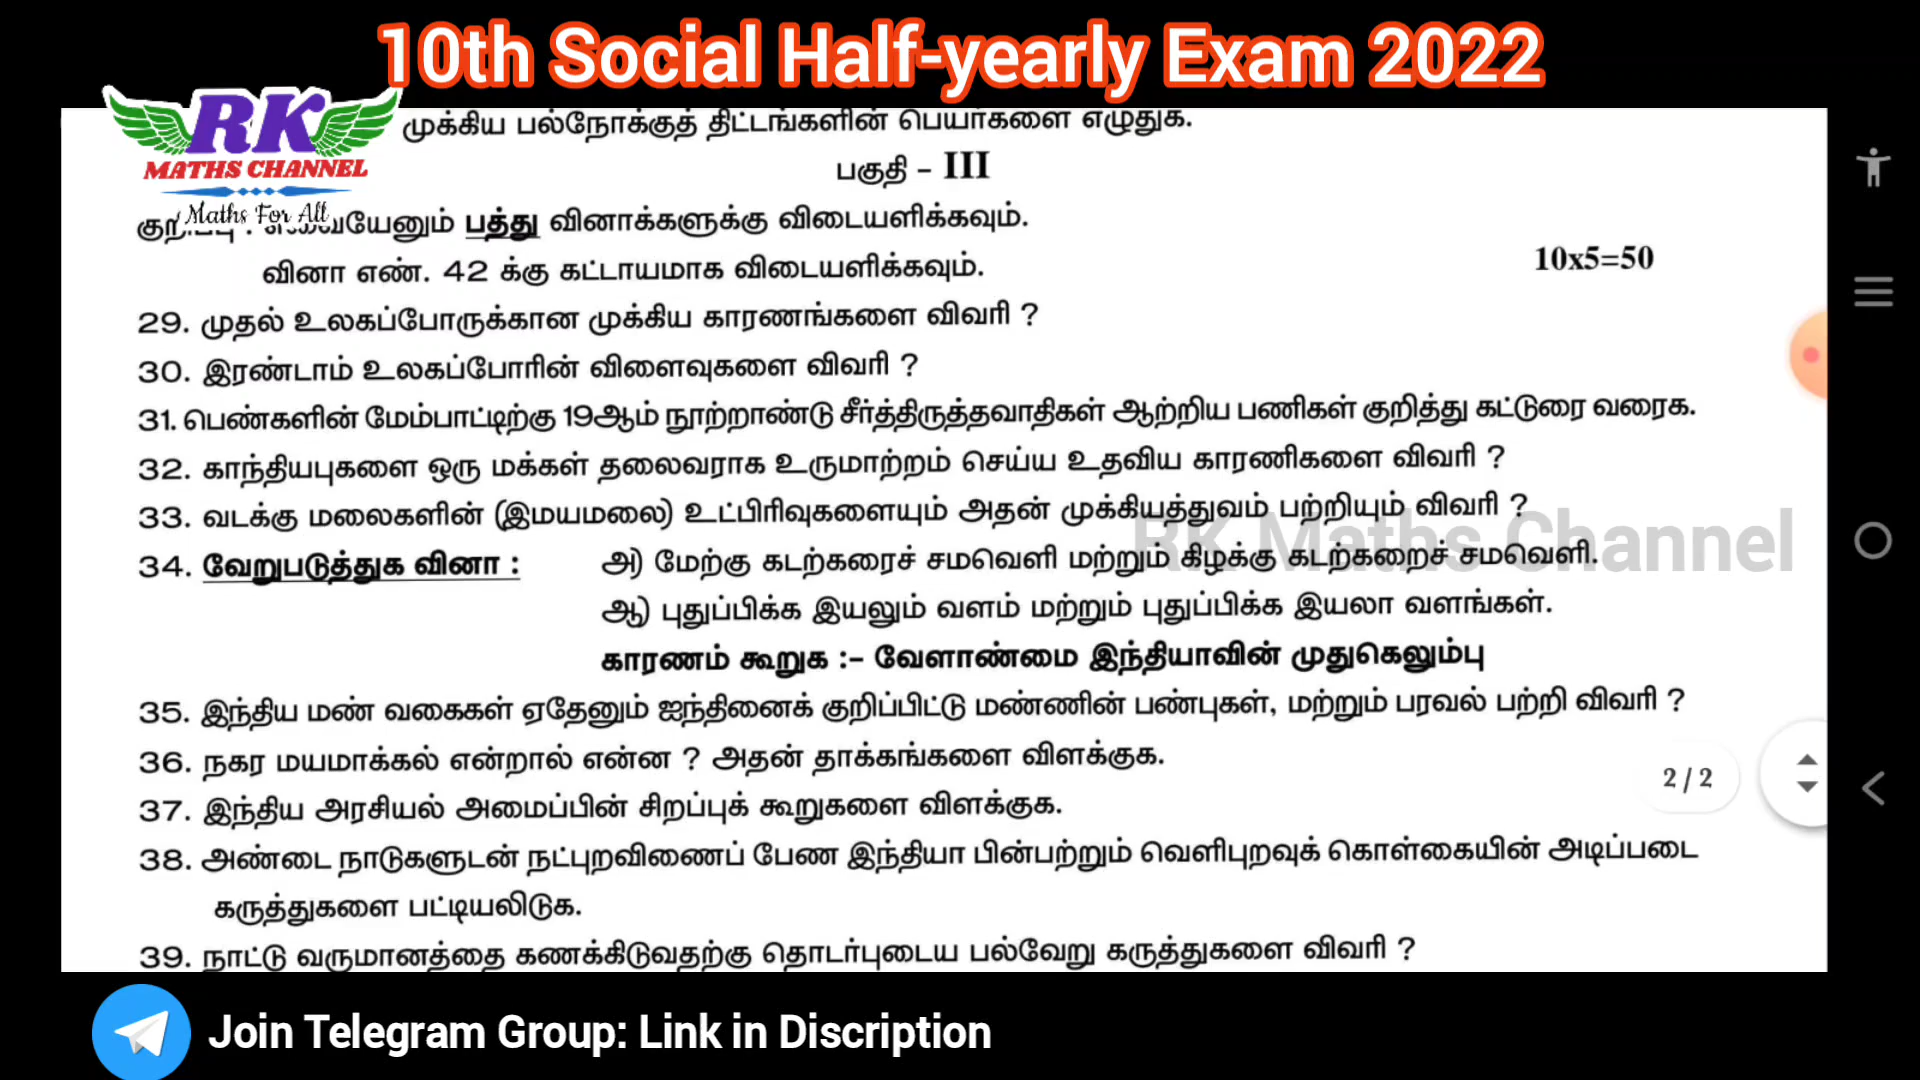 10th Social Half-yearly Exam 2022
RK
MATHS CHANNEL
Maths For All
முக்கிய பல்நோக்குத் திட்டங்களின் பெயர்களை எழுதுக.
பகுதி – III
வினாக்களுக்கு விடையளிக்கவும்.
பத்து
வினா எண். 42 க்கு கட்டாயமாக விடையளிக்கவும்.
10x5=50
29. முதல் உலகப்போருக்கான முக்கிய காரணங்களை விவரி ?
30. இரண்டாம் உலகப்போரின் விளைவுகளை விவரி ?
31. பெண்களின் மேம்பாட்டிற்கு 19ஆம் நூற்றாண்டு சீர்த்திருத்தவாதிகள் ஆற்றிய பணிகள் குறித்து கட்டுரை வரைக.
32. காந்தியபுகளை ஒரு மக்கள் தலைவராக உருமாற்றம் செய்ய உதவிய காரணிகளை விவரி ?
33. வடக்கு மலைகளின் (இமயமலை) உட்பிரிவுகளையும் அதன் முக்கியத்துவம் பற்றியும் விவரி ?
RK Maths Channel
34. வேறுபடுத்துக வினா : அ) மேற்கு கடற்கரைச் சமவெளி மற்றும் கிழக்கு கடற்கறைச் சமவெளி.
ஆ) புதுப்பிக்க இயலும் வளம் மற்றும் புதுப்பிக்க இயலா வளங்கள்.
காரணம் கூறுக :– வேளாண்மை இந்தியாவின் முதுகெலும்பு
35. இந்திய மண் வகைகள் ஏதேனும் ஐந்தினைக் குறிப்பிட்டு மண்ணின் பண்புகள், மற்றும் பரவல் பற்றி விவரி ?
36. நகர மயமாக்கல் என்றால் என்ன ? அதன் தாக்கங்களை விளக்குக.
2 / 2
37. இந்திய அரசியல் அமைப்பின் சிறப்புக் கூறுகளை விளக்குக.
38. அண்டை நாடுகளுடன் நட்புறவிணைப் பேண இந்தியா பின்பற்றும் வெளிபுறவுக் கொள்கையின் அடிப்படை
கருத்துகளை பட்டியலிடுக.
39. நாட்டு வருமானத்தை கணக்கிடுவதற்கு தொடர்புடைய பல்வேறு கருத்துகளை விவரி ?
Join Telegram Group: Link in Discription